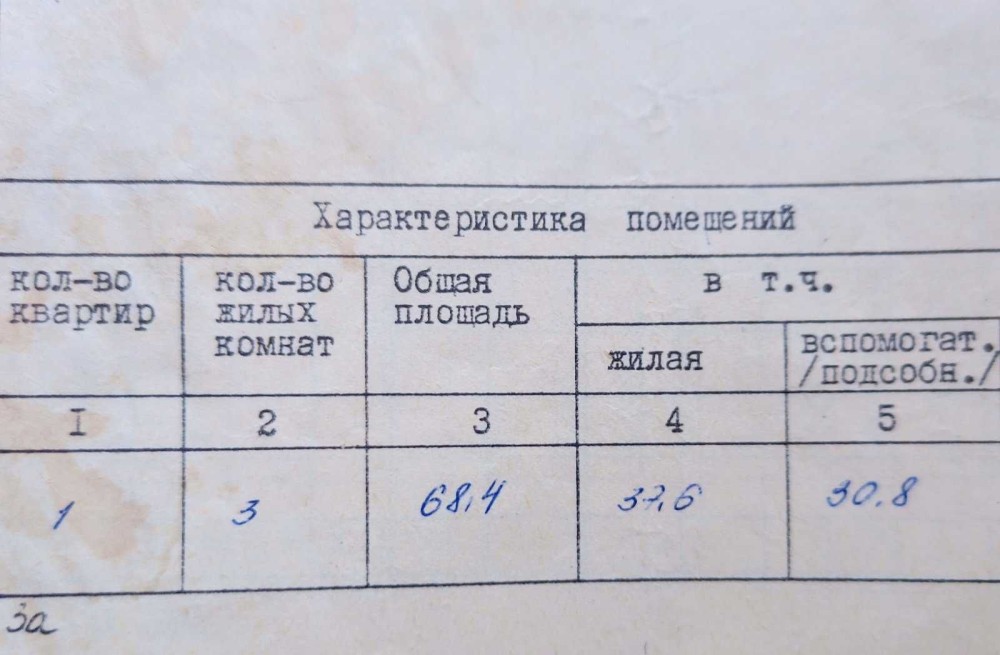 Характеристика помещений
кол-во квартир кол-во жилых комнат Общая площадь в т.ч.
жилая вспомогат. /подсобн./
I 2 3 4 5
1 3 68,4 37,6 30.8
За